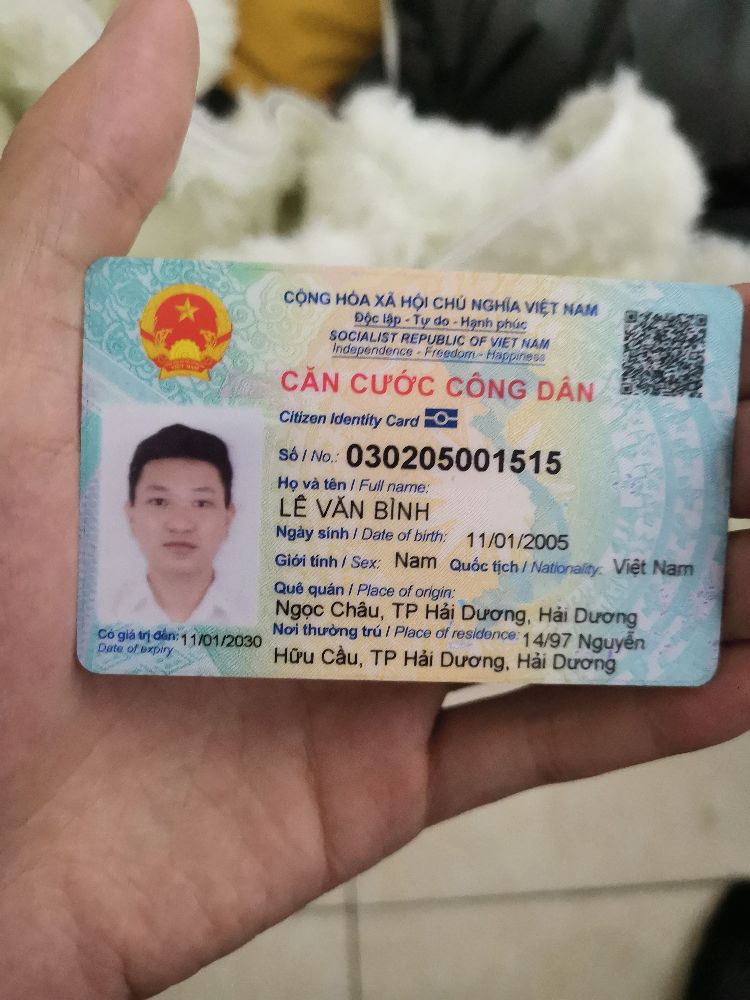 CỘNG HÒA XÃ HỘI CHỦ NGHĨA VIỆT NAM
Độc lập - Tự do - Hạnh phúc
SOCIALIST REPUBLIC OF VIET NAM
Independence - Freedom - Happiness
CĂN CƯỚC CÔNG DÂN
Citizen Identity Card
Số / No.: 030205001515
Họ và tên / Full name:
LÊ VĂN BÌNH
Ngày sinh / Date of birth: 11/01/2005
Giới tính / Sex: Nam Quốc tịch / Nationality: Việt Nam
Quê quán / Place of origin:
Ngọc Châu, TP Hải Dương, Hải Dương
Nơi thường trú / Place of residence: 14/97 Nguyễn
Hữu Cầu, TP Hải Dương, Hải Dương
Có giá trị đến: 11/01/2030
Date of expiry